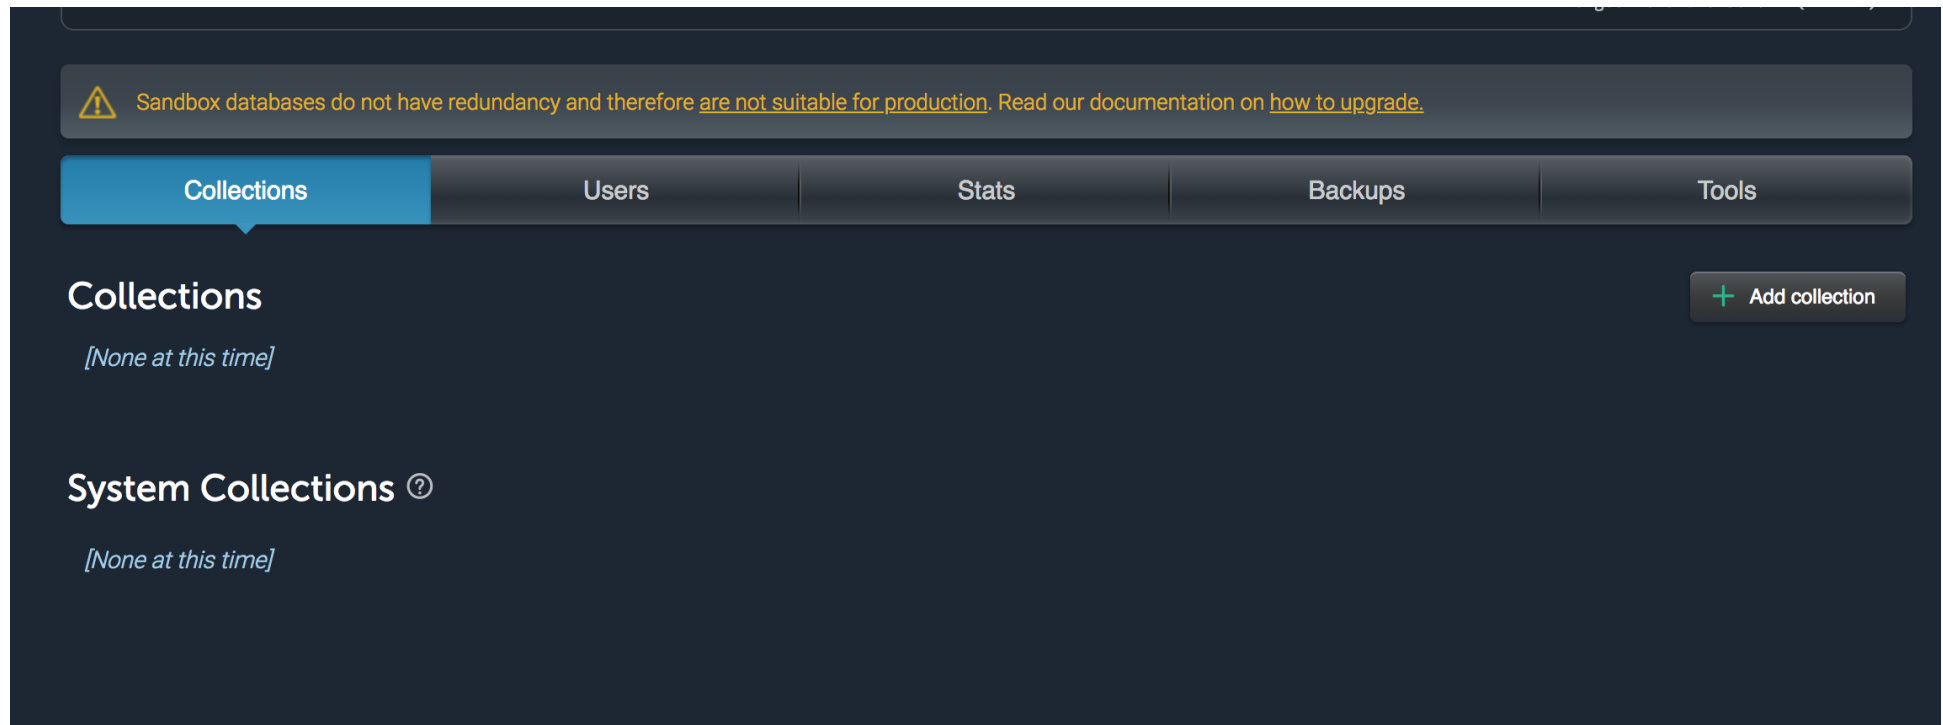 Sandbox databases do not have redundancy and therefore are not suitable for production. Read our documentation on how to upgrade.
Collections Users Stats Backups Tools
Collections
Add collection
[None at this time]
System Collections ?
[None at this time]